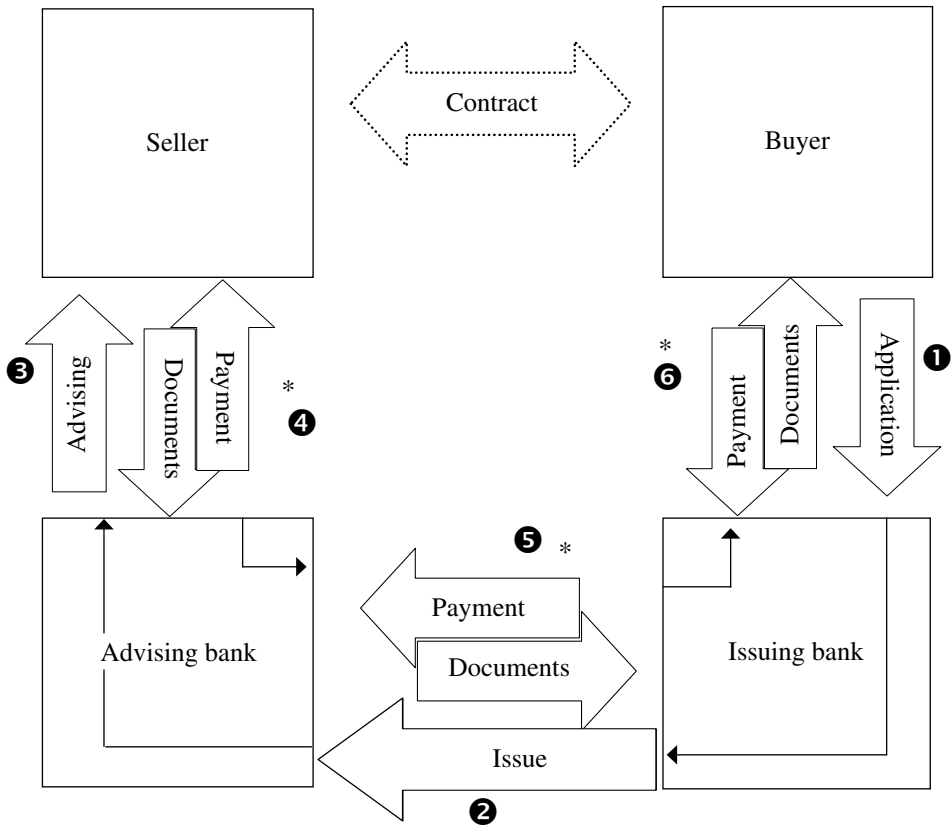 Contract
Seller
Buyer
❸
Advising
Documents
Payment
*
❹
*
❻
Payment
Documents
Application
❶
❺ *
Payment
Advising bank
Documents
Issuing bank
Issue
❷